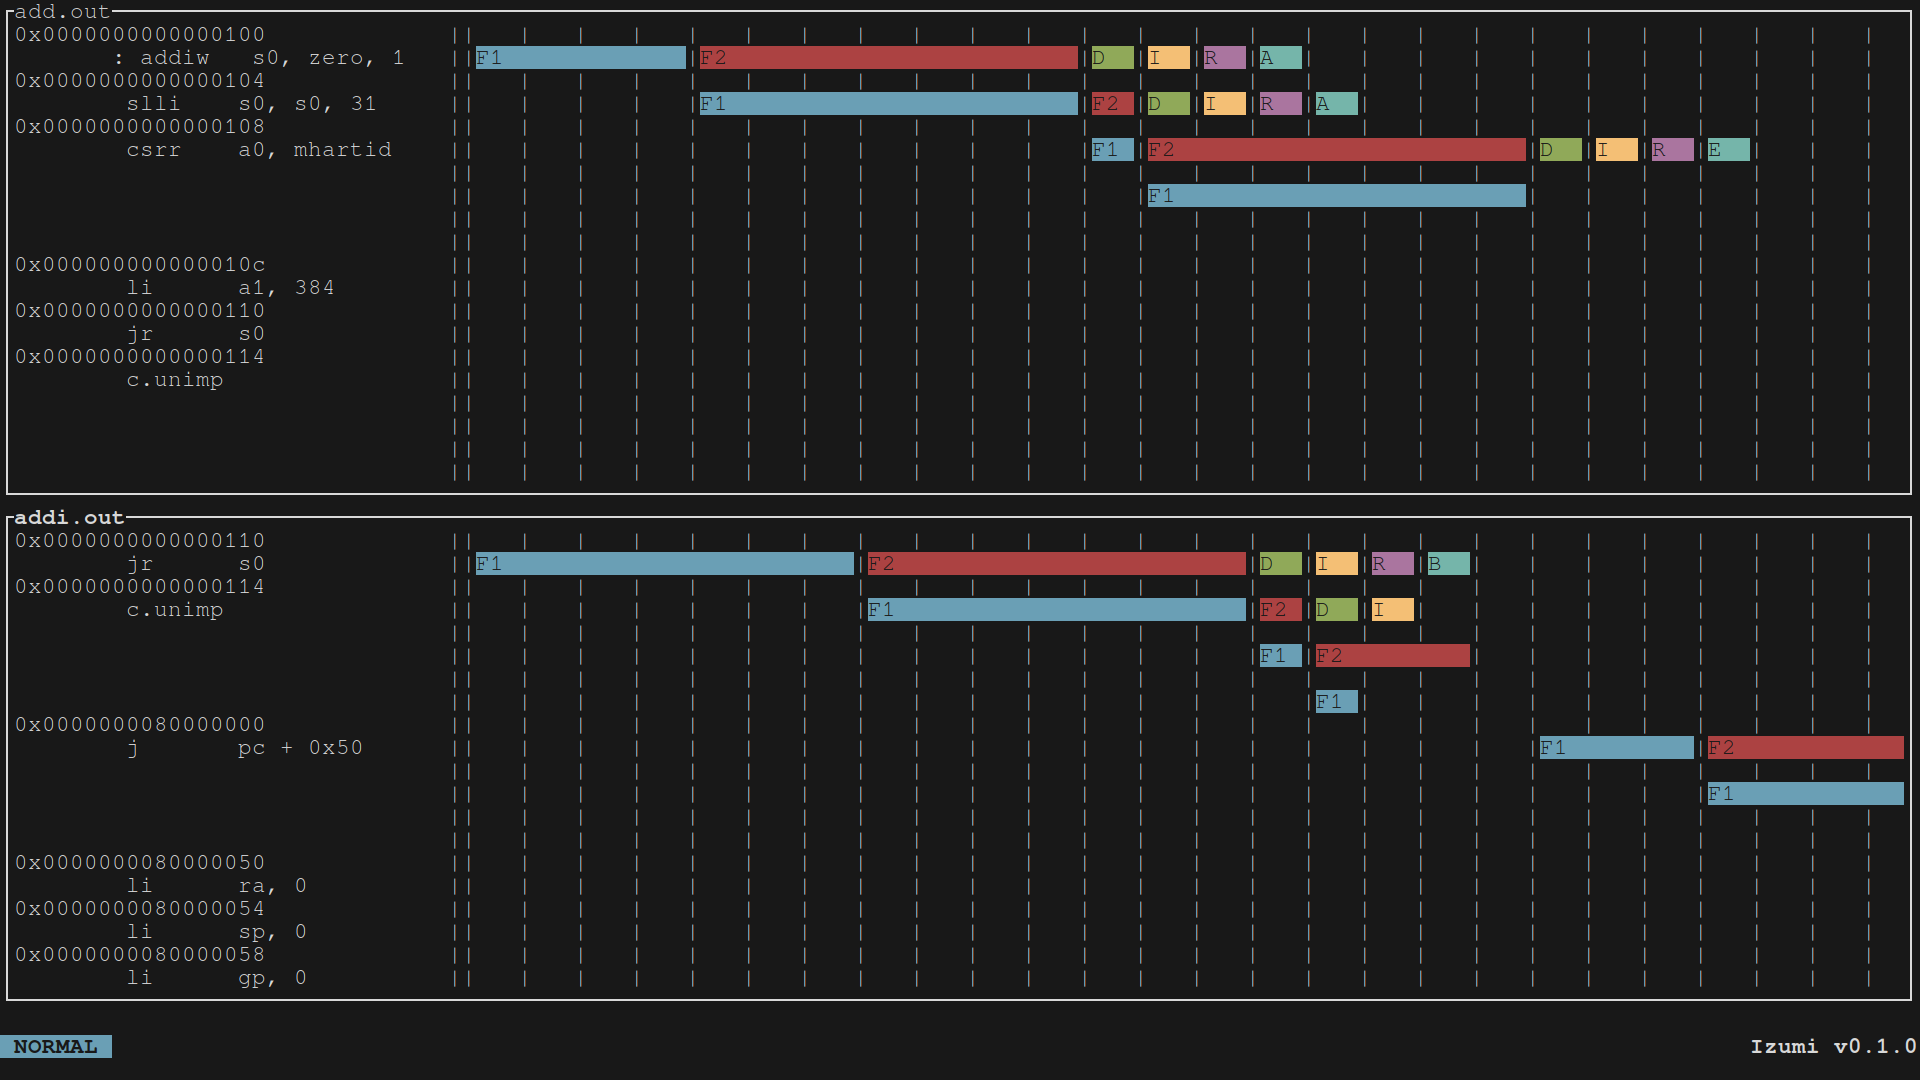 add.out
0x0000000000000100
: addiw s0, zero, 1 F1 F2 D I R A
0x0000000000000104
slli s0, s0, 31 F1 F2 D I R A
0x0000000000000108
csrr a0, mhartid F1 F2 D I R E
F1
0x000000000000010c
li a1, 384
0x0000000000000110
jr s0
0x0000000000000114
c.unimp
addi.out
0x0000000000000110
jr s0 F1 F2 D I R B
0x0000000000000114
c.unimp F1 F2 D I
F1 F2
F1
0x0000000080000000
j pc + 0x50 F1 F2
F1
0x0000000080000050
li ra, 0
0x0000000080000054
li sp, 0
0x0000000080000058
li gp, 0
NORMAL Izumi v0.1.0